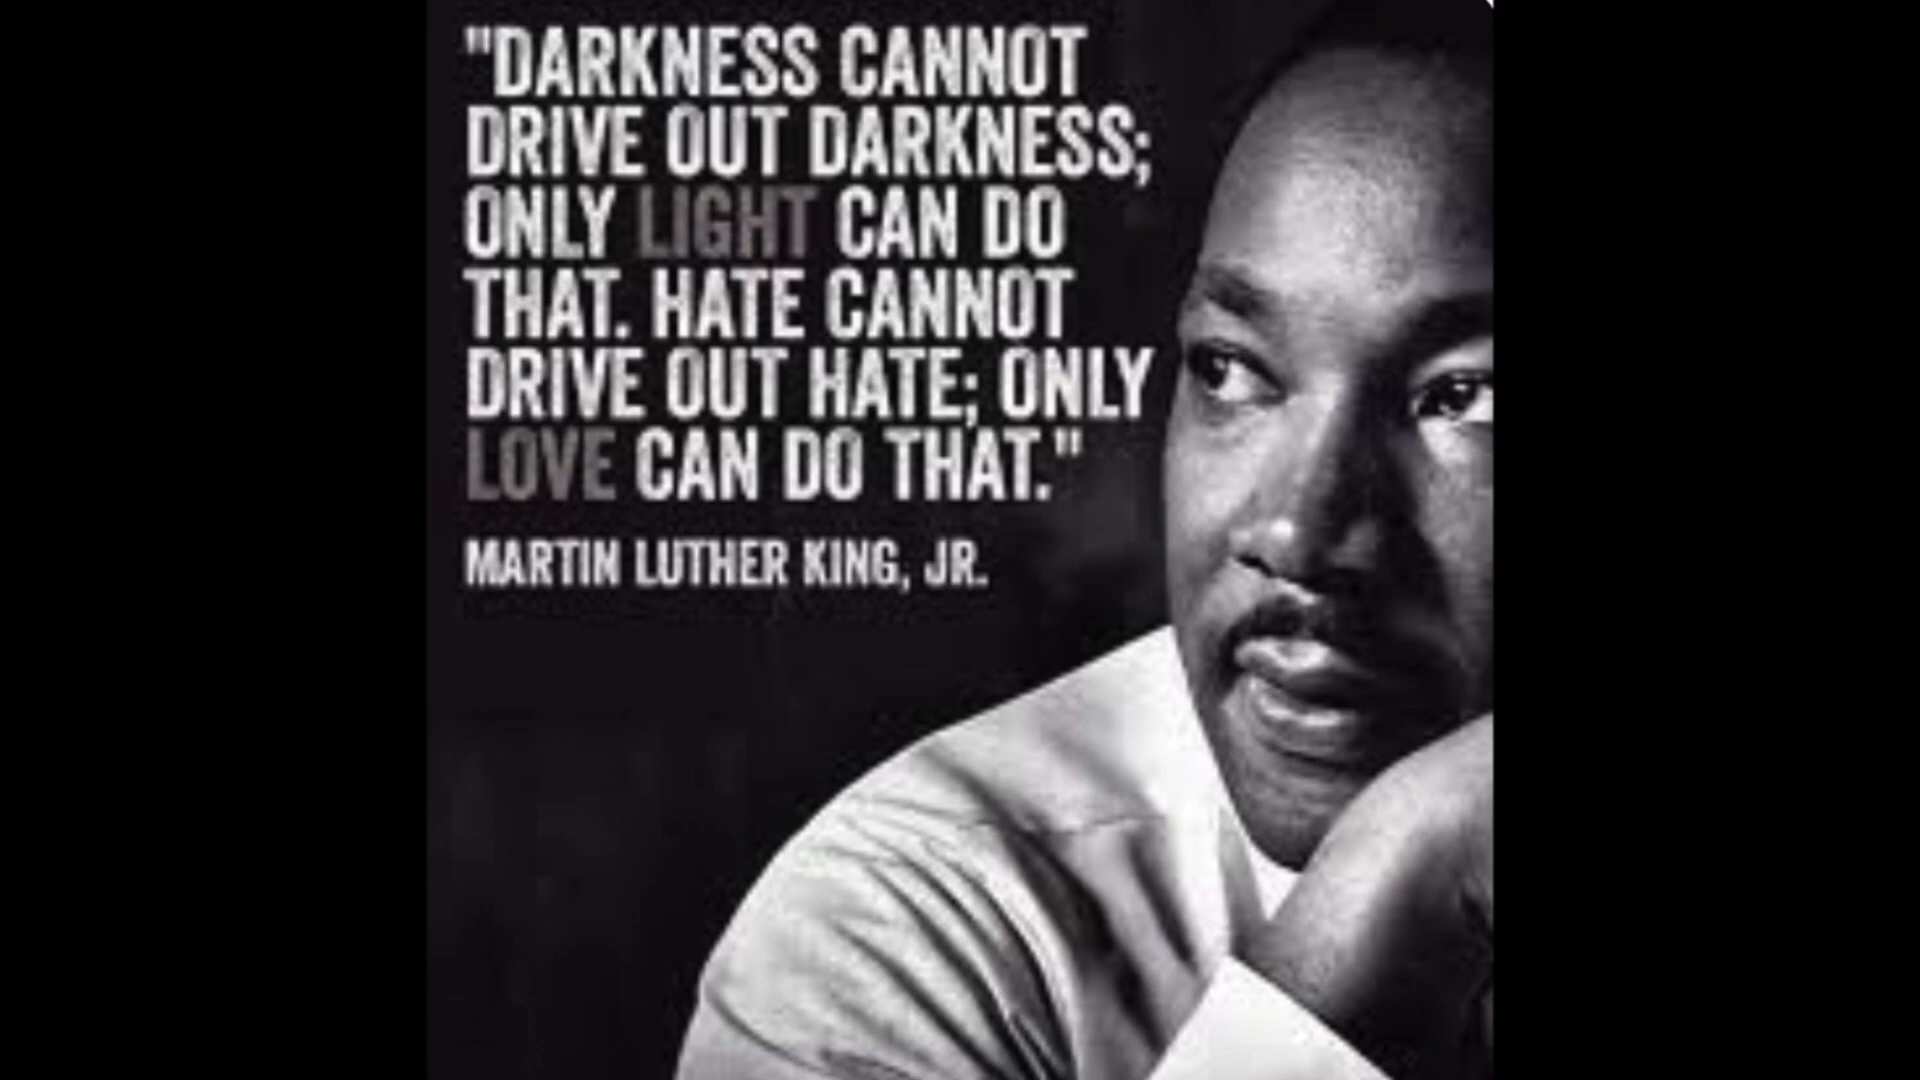 "DARKNESS CANNOT
DRIVE OUT DARKNESS;
ONLY LIGHT CAN DO
THAT. HATE CANNOT
DRIVE OUT HATE; ONLY
LOVE CAN DO THAT."
MARTIN LUTHER KING, JR.